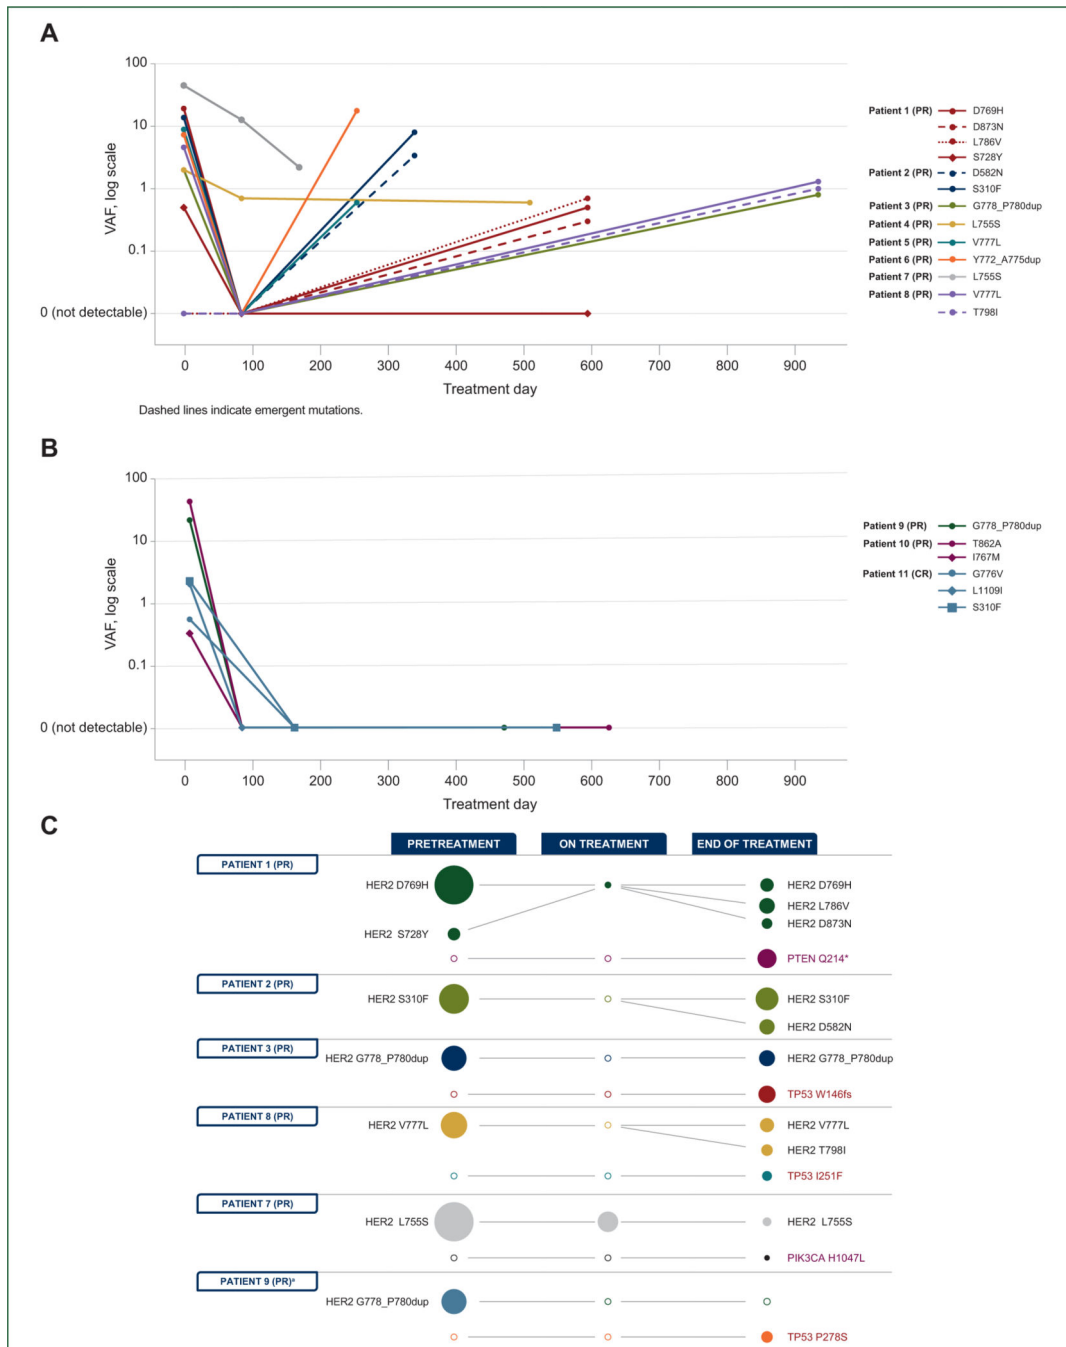 A
100
10
1
0.1
0 (not detectable)
VAF, log scale
0 100 200 300 400 500 600 700 800 900
Treatment day
Dashed lines indicate emergent mutations.
Patient 1 (PR) D769H
D873N
L786V
S728Y
Patient 2 (PR) D582N
S310F
Patient 3 (PR) G778_P780dup
Patient 4 (PR) L755S
Patient 5 (PR) V777L
Patient 6 (PR) Y772_A775dup
Patient 7 (PR) L755S
Patient 8 (PR) V777L
T798I
B
100
10
1
0.1
0 (not detectable)
VAF, log scale
0 100 200 300 400 500 600 700 800 900
Treatment day
Patient 9 (PR) G778_P780dup
Patient 10 (PR) T862A
I767M
Patient 11 (CR) G776V
L1109I
S310F
C
PRETREATMENT ON TREATMENT END OF TREATMENT
PATIENT 1 (PR)
HER2 D769H HER2 D769H
HER2 L786V
HER2 D873N
HER2 S728Y
PTEN Q214*
PATIENT 2 (PR)
HER2 S310F HER2 S310F
HER2 D582N
PATIENT 3 (PR)
HER2 G778_P780dup HER2 G778_P780dup
TP53 W146fs
PATIENT 8 (PR)
HER2 V777L HER2 V777L
HER2 T798I
TP53 I251F
PATIENT 7 (PR)
HER2 L755S HER2 L755S
PIK3CA H1047L
PATIENT 9 (PR)ª
HER2 G778_P780dup
TP53 P278S